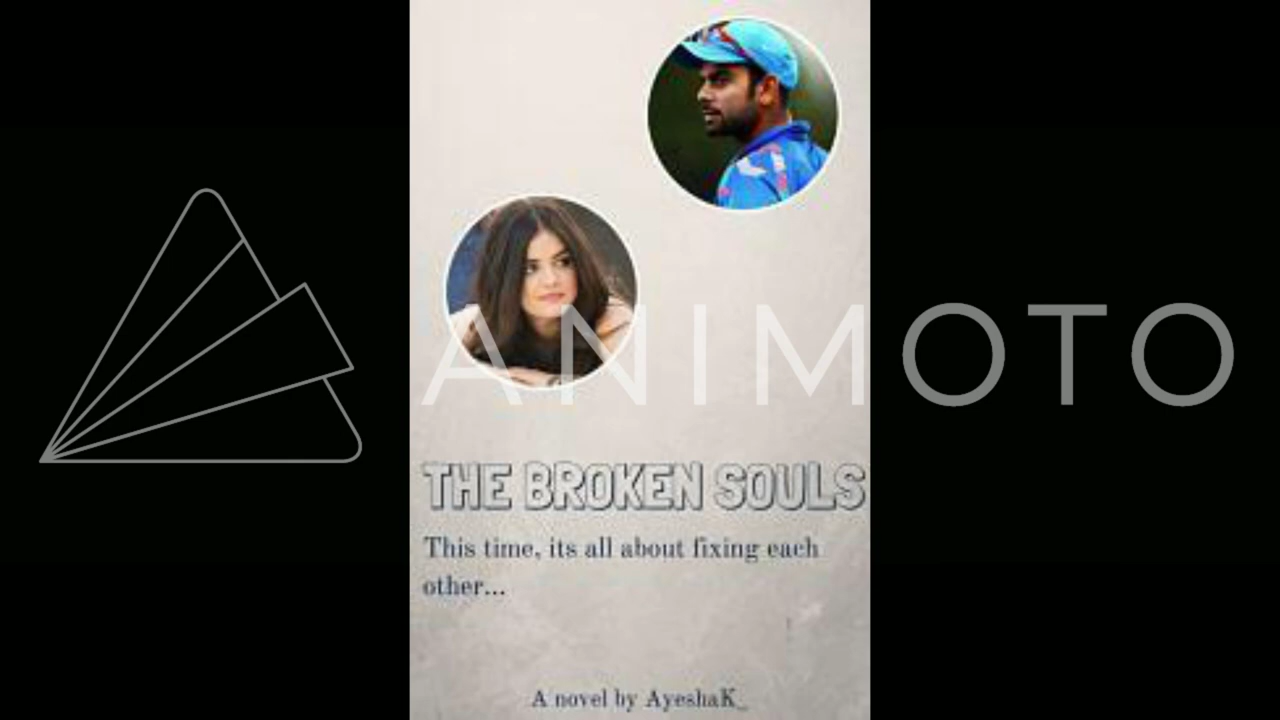 ANIMOTO
THE BROKEN SOULS
This time, its all about fixing each
other...
A novel by AyeshaK_